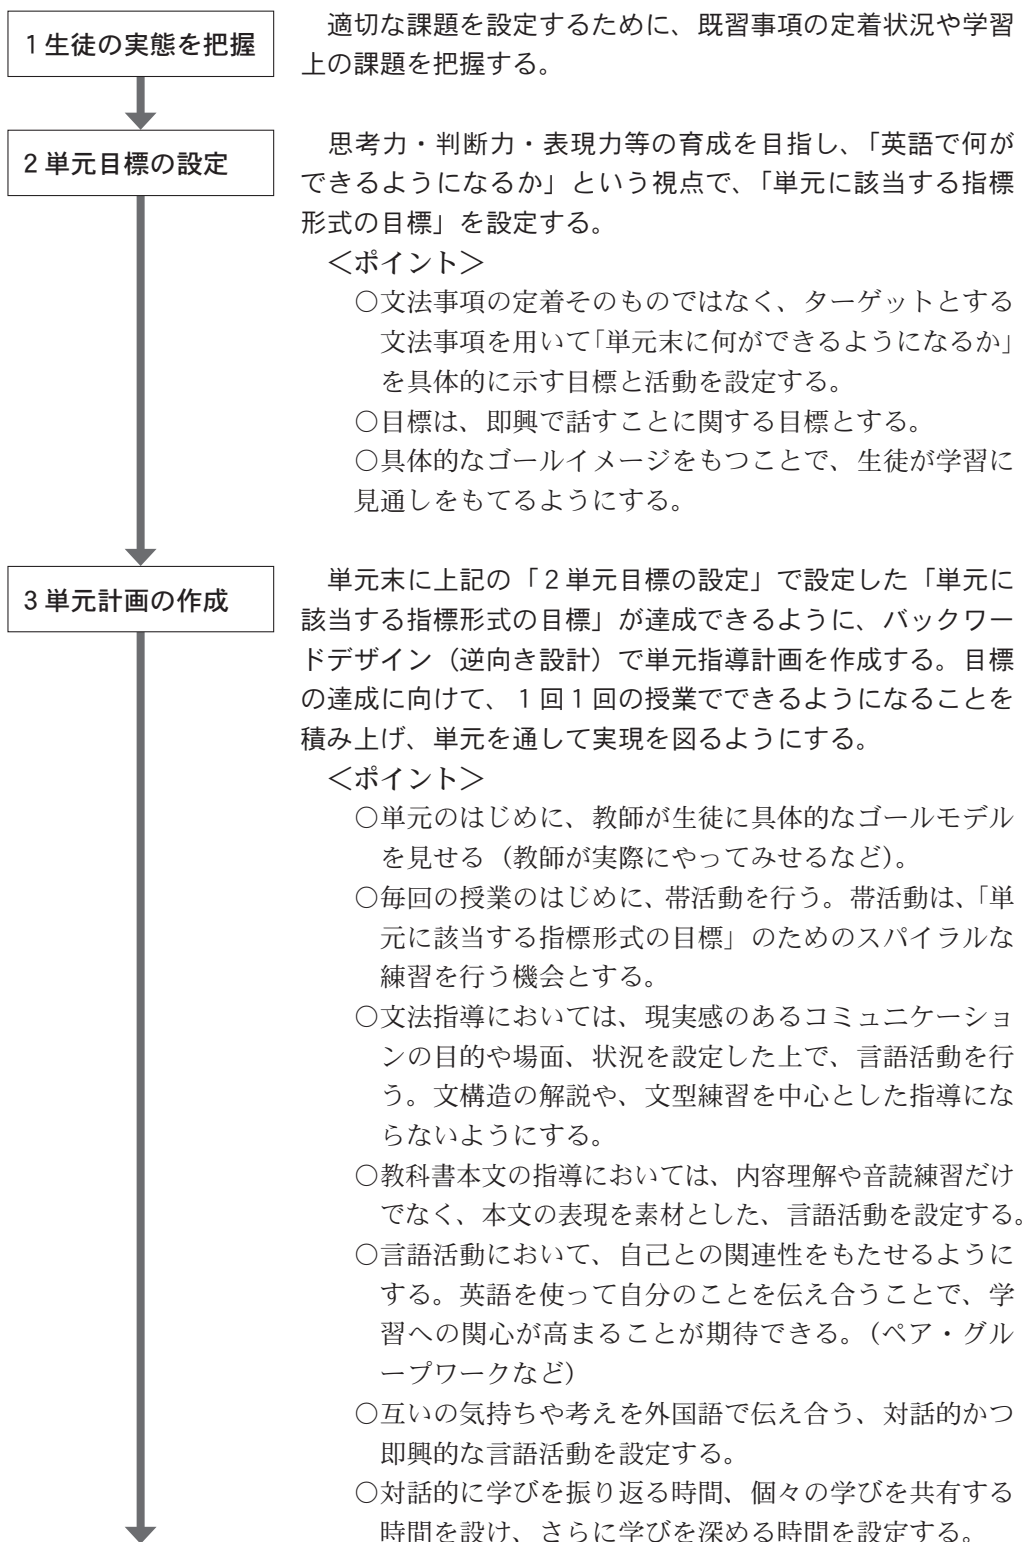 1生徒の実態を把握
適切な課題を設定するために、既習事項の定着状況や学習
上の課題を把握する。
2単元目標の設定
思考力・判断力・表現力等の育成を目指し、「英語で何が
できるようになるか」という視点で、「単元に該当する指標
形式の目標」を設定する。
＜ポイント＞
○文法事項の定着そのものではなく、ターゲットとする
文法事項を用いて「単元末に何ができるようになるか」
を具体的に示す目標と活動を設定する。
○目標は、即興で話すことに関する目標とする。
○具体的なゴールイメージをもつことで、生徒が学習に
見通しをもてるようにする。
3単元計画の作成
単元末に上記の「2単元目標の設定」で設定した「単元に
該当する指標形式の目標」が達成できるように、バックワー
ドデザイン（逆向き設計）で単元指導計画を作成する。目標
の達成に向けて、1回1回の授業でできるようになることを
積み上げ、単元を通して実現を図るようにする。
＜ポイント＞
○単元のはじめに、教師が生徒に具体的なゴールモデル
を見せる（教師が実際にやってみせるなど）。
○毎回の授業のはじめに、帯活動を行う。帯活動は、「単
元に該当する指標形式の目標」のためのスパイラルな
練習を行う機会とする。
○文法指導においては、現実感のあるコミュニケーショ
ンの目的や場面、状況を設定した上で、言語活動を行
う。文構造の解説や、文型練習を中心とした指導にな
らないようにする。
○教科書本文の指導においては、内容理解や音読練習だけ
でなく、本文の表現を素材とした、言語活動を設定する。
○言語活動において、自己との関連性をもたせるように
する。英語を使って自分のことを伝え合うことで、学
習への関心が高まることが期待できる。（ペア・グル
ープワークなど）
○互いの気持ちや考えを外国語で伝え合う、対話的かつ
即興的な言語活動を設定する。
○対話的に学びを振り返る時間、個々の学びを共有する
時間を設け、さらに学びを深める時間を設定する。